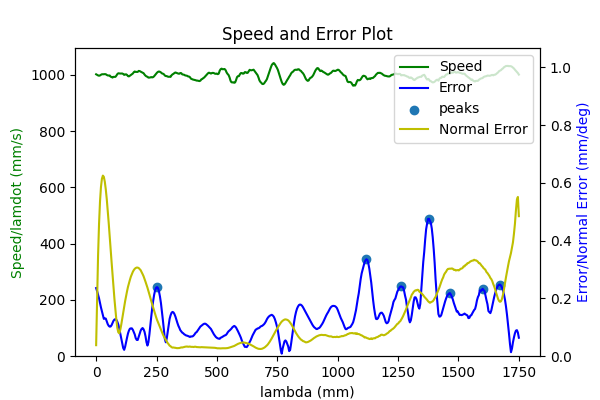 Speed and Error Plot
Speed
Error
peaks
Normal Error
Speed/lamdot (mm/s)
1000
800
600
400
200
0
1.0
0.8
0.6
0.4
0.2
0.0
Error/Normal Error (mm/deg)
0
250
500
750
1000
1250
1500
1750
lambda (mm)